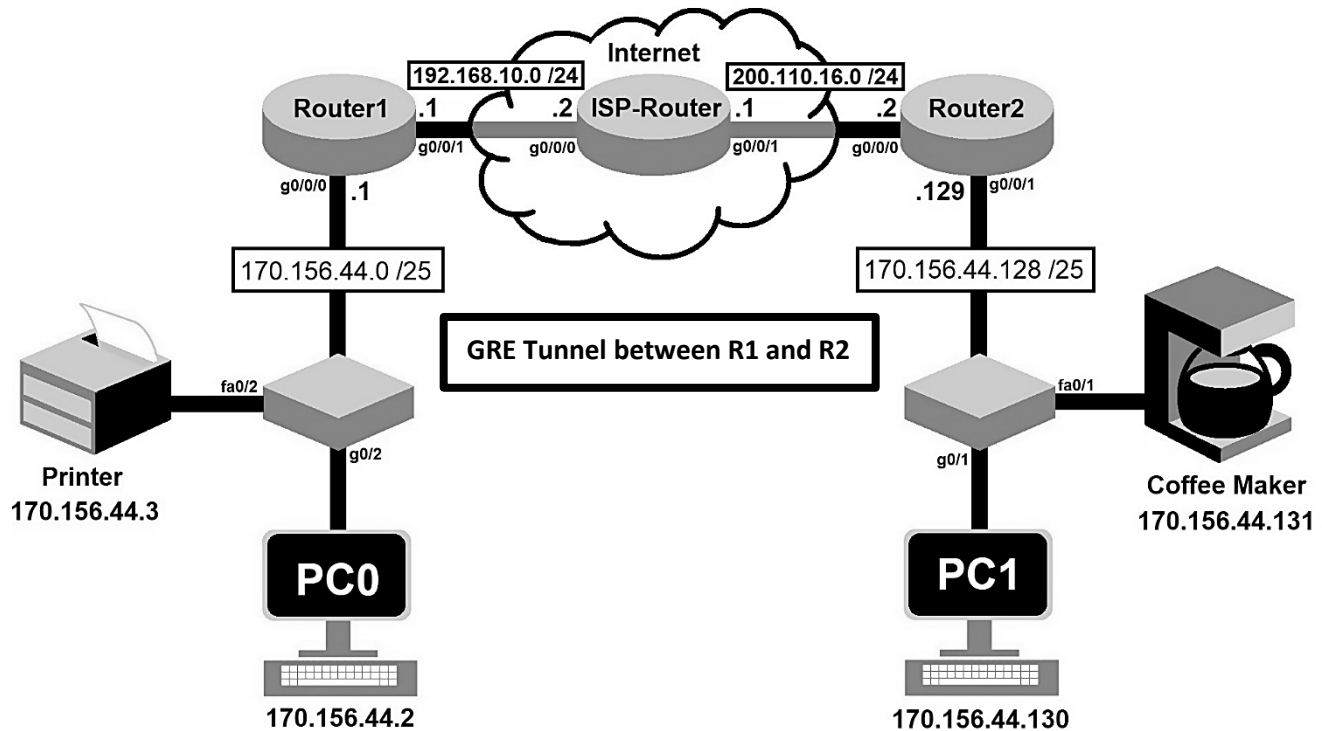 Internet
192.168.10.0 /24
200.110.16.0 /24
Router1
.1
.2
ISP-Router
.1
.2
Router2
g0/0/1
g0/0/0
g0/0/1
g0/0/0
g0/0/0
.1
.129
g0/0/1
170.156.44.0 /25
170.156.44.128 /25
GRE Tunnel between R1 and R2
fa0/2
fa0/1
g0/2
g0/1
Printer
170.156.44.3
Coffee Maker
170.156.44.131
PC0
PC1
170.156.44.2
170.156.44.130